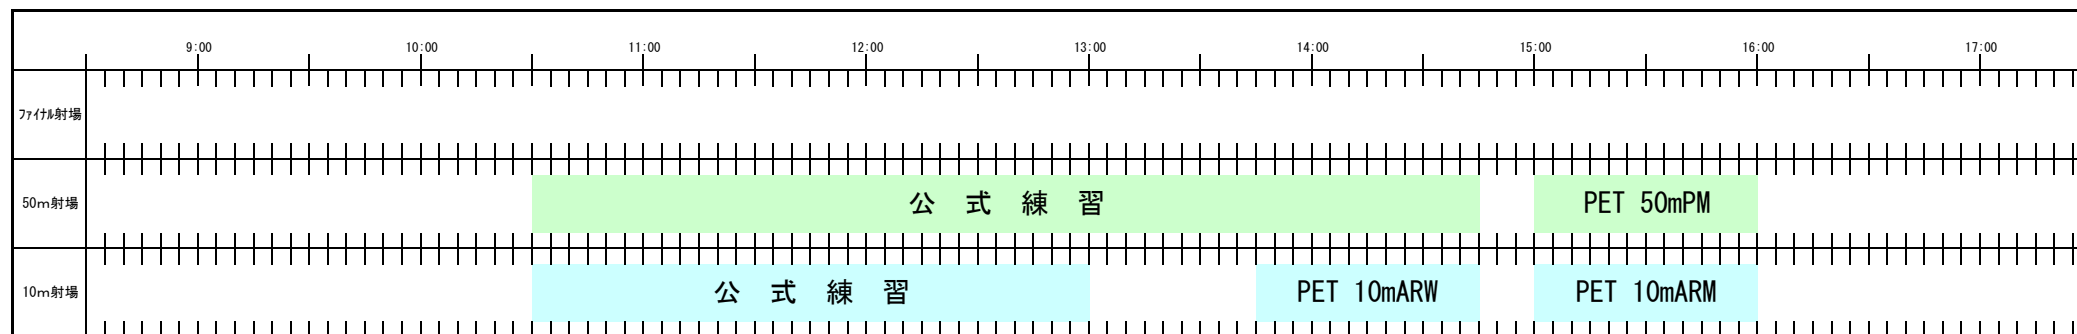 9:00 10:00 11:00 12:00 13:00 14:00 15:00 16:00 17:00
ﾌｧｲﾅﾙ射場
50ｍ射場 公 式 練 習 PET 50mPM
10ｍ射場 公 式 練 習 PET 10mARW PET 10mARM